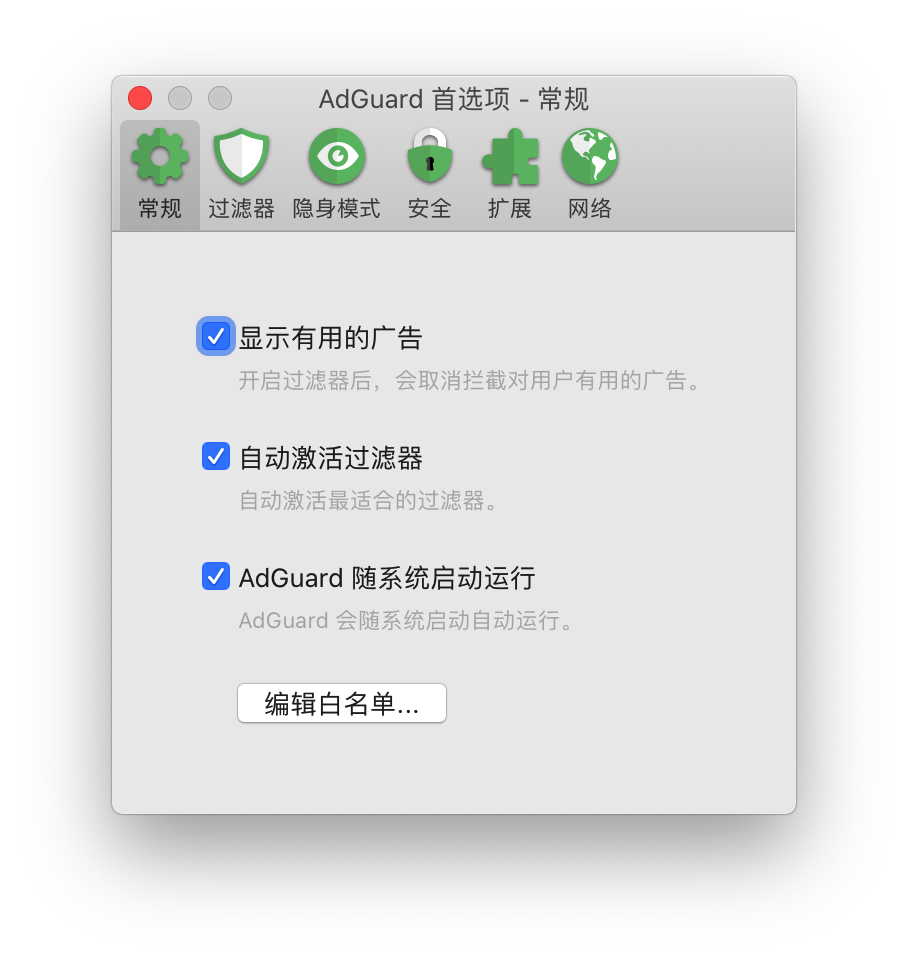 AdGuard 首选项 - 常规
常规 过滤器 隐身模式 安全 扩展 网络
显示有用的广告
开启过滤器后，会取消拦截对用户有用的广告。
自动激活过滤器
自动激活最适合的过滤器。
AdGuard 随系统启动运行
AdGuard 会随系统启动自动运行。
编辑白名单...